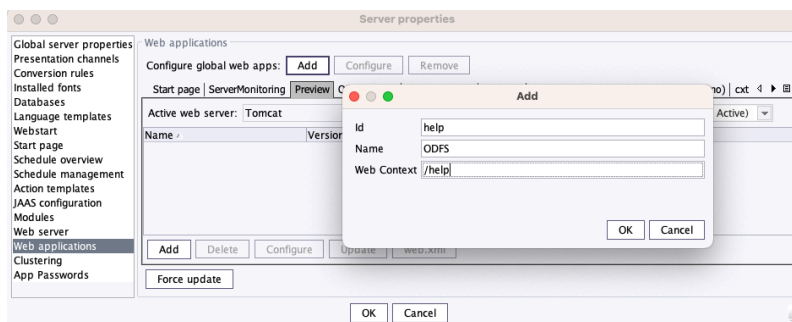 Server properties
Global server properties
Presentation channels
Conversion rules
Installed fonts
Databases
Language templates
Webstart
Start page
Schedule overview
Schedule management
Action templates
JAAS configuration
Modules
Web server
Web applications
Clustering
App Passwords
Web applications
Configure global web apps: Add Configure Remove
Start page ServerMonitoring Preview cxt
Active web server: Tomcat Active)
Name Version
Add Delete Configure Update web.xml
Force update
OK Cancel
Add
Id help
Name ODFS
Web Context /help
OK Cancel